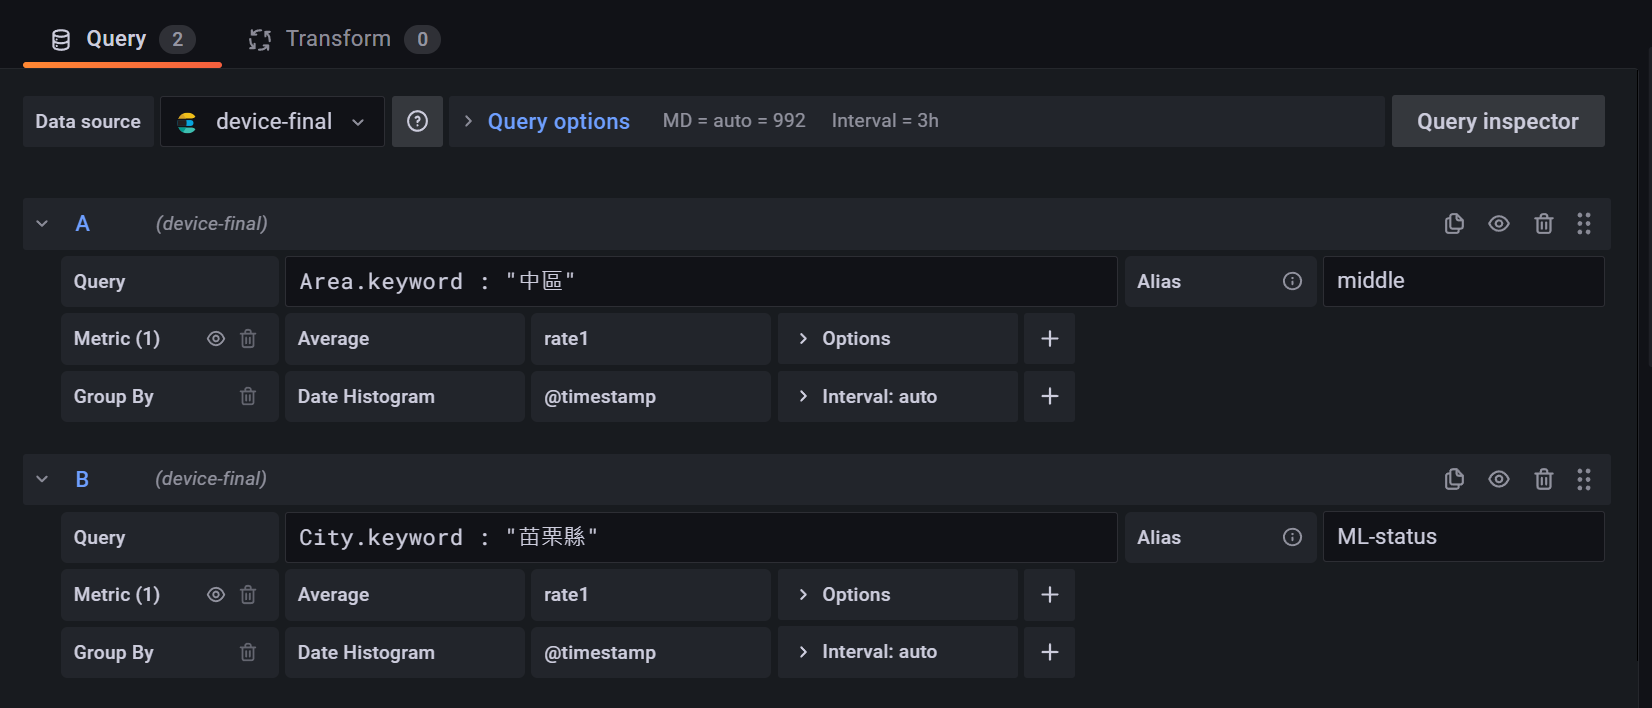 Query 2 Transform 0
Data source device-final Query options MD = auto = 992 Interval = 3h Query inspector
A (device-final)
Query Area.keyword : "中區" Alias middle
Metric (1) Average rate1 Options
Group By Date Histogram @timestamp Interval: auto
B (device-final)
Query City.keyword : "苗栗縣" Alias ML-status
Metric (1) Average rate1 Options
Group By Date Histogram @timestamp Interval: auto